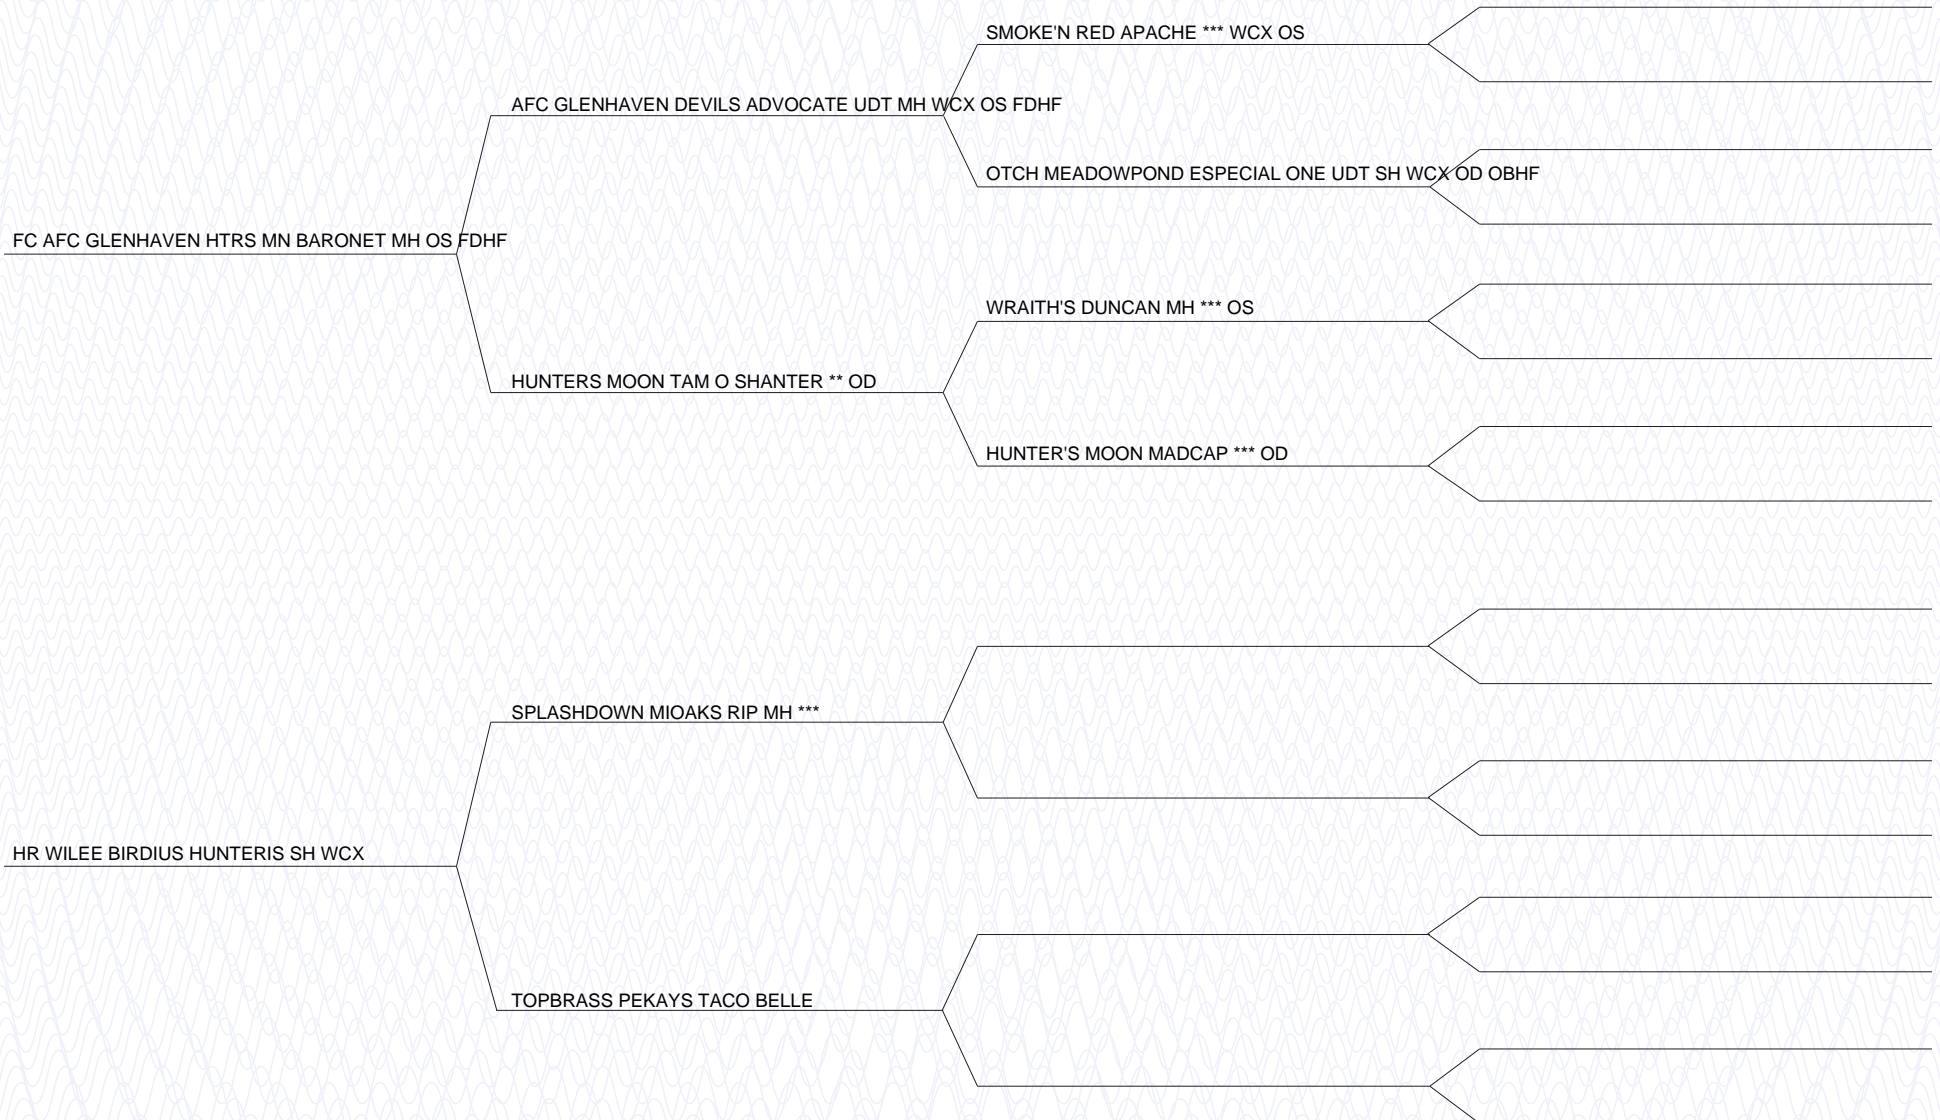 SMOKE'N RED APACHE *** WCX OS
AFC GLENHAVEN DEVILS ADVOCATE UDT MH WCX OS FDHF
OTCH MEADOWPOND ESPECIAL ONE UDT SH WCX OD OBHF
FC AFC GLENHAVEN HTRS MN BARONET MH OS FDHF
WRAITH'S DUNCAN MH *** OS
HUNTERS MOON TAM O SHANTER ** OD
HUNTER'S MOON MADCAP *** OD
SPLASHDOWN MIOAKS RIP MH ***
HR WILEE BIRDIUS HUNTERIS SH WCX
TOPBRASS PEKAYS TACO BELLE